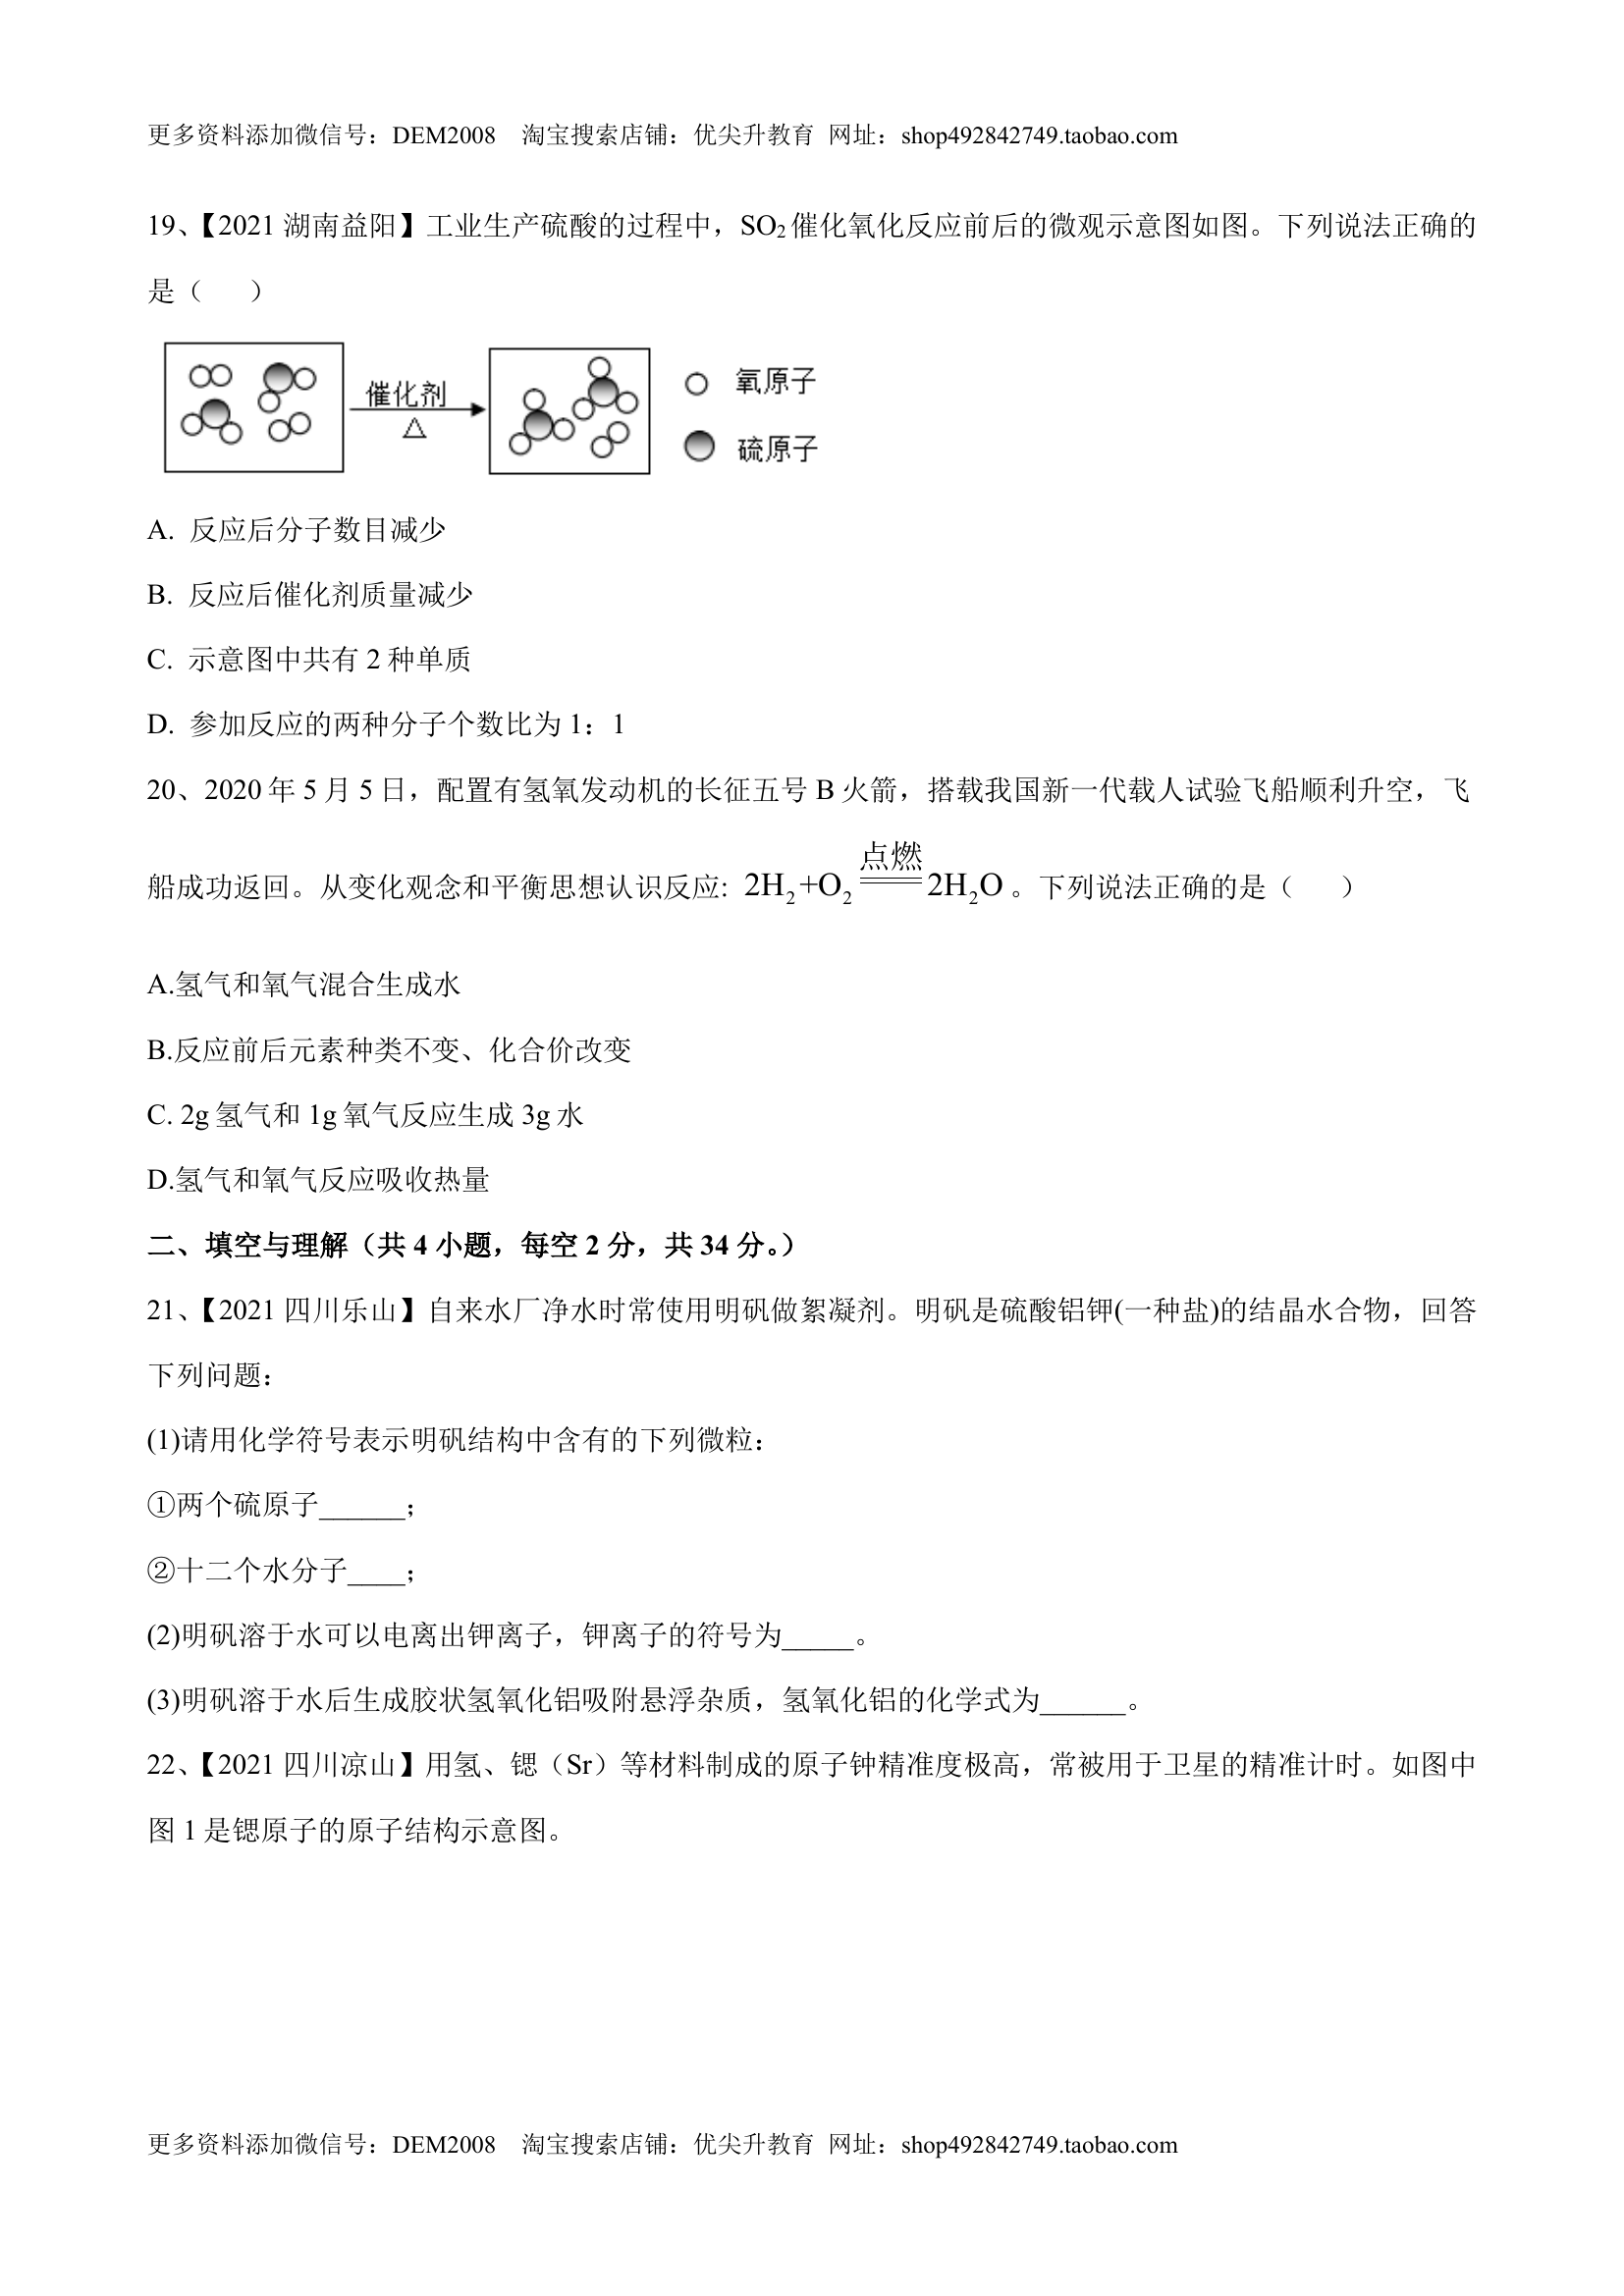 更多资料添加微信号：DEM2008　淘宝搜索店铺：优尖升教育 网址：shop492842749.taobao.com
19、【2021 湖南益阳】工业生产硫酸的过程中，SO₂催化氧化反应前后的微观示意图如图。下列说法正确的
是（　）
催化剂
△
氧原子
硫原子
A. 反应后分子数目减少
B. 反应后催化剂质量减少
C. 示意图中共有 2 种单质
D. 参加反应的两种分子个数比为 1：1
20、2020 年 5 月 5 日，配置有氢氧发动机的长征五号 B 火箭，搭载我国新一代载人试验飞船顺利升空，飞
点燃
船成功返回。从变化观念和平衡思想认识反应: 2H₂+O₂══2H₂O 。下列说法正确的是（　）
A.氢气和氧气混合生成水
B.反应前后元素种类不变、化合价改变
C. 2g 氢气和 1g 氧气反应生成 3g 水
D.氢气和氧气反应吸收热量
二、填空与理解（共 4 小题，每空 2 分，共 34 分。）
21、【2021 四川乐山】自来水厂净水时常使用明矾做絮凝剂。明矾是硫酸铝钾(一种盐)的结晶水合物，回答
下列问题：
(1)请用化学符号表示明矾结构中含有的下列微粒：
①两个硫原子______；
②十二个水分子____；
(2)明矾溶于水可以电离出钾离子，钾离子的符号为_____。
(3)明矾溶于水后生成胶状氢氧化铝吸附悬浮杂质，氢氧化铝的化学式为______。
22、【2021 四川凉山】用氢、锶（Sr）等材料制成的原子钟精准度极高，常被用于卫星的精准计时。如图中
图 1 是锶原子的原子结构示意图。
更多资料添加微信号：DEM2008　淘宝搜索店铺：优尖升教育 网址：shop492842749.taobao.com